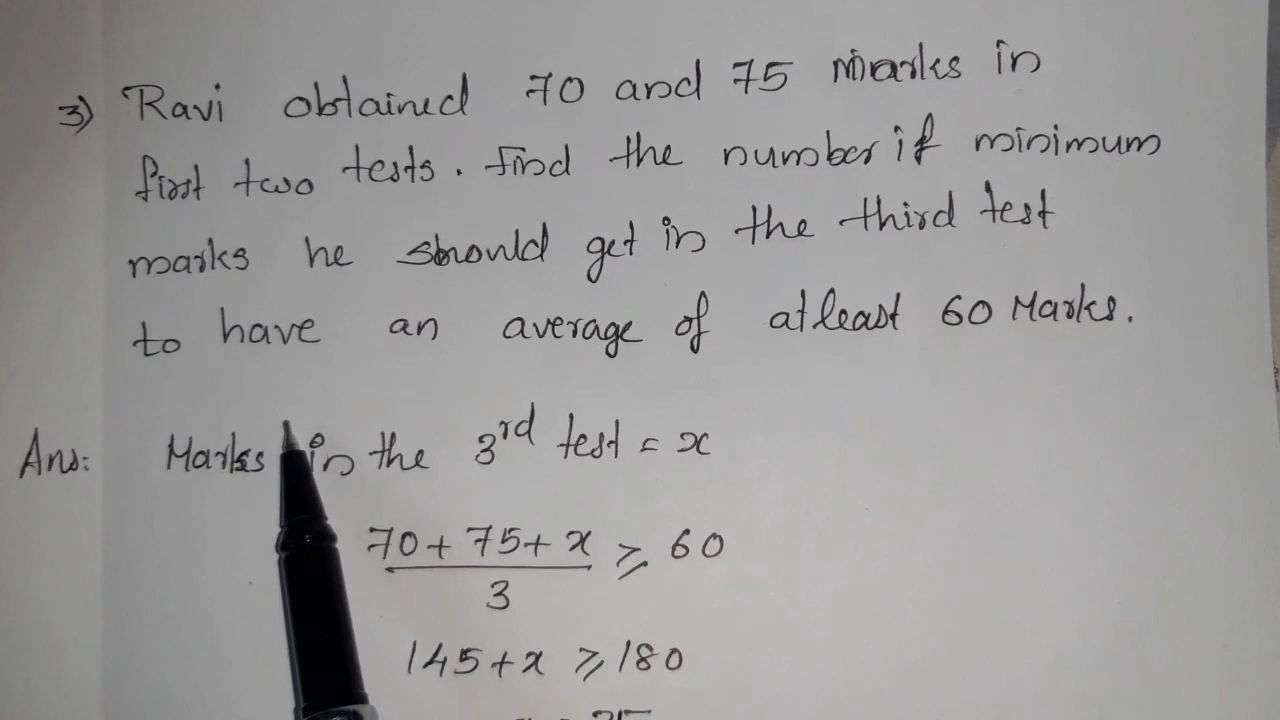 3) Ravi obtained 70 and 75 Marks in
first two tests. Find the number if minimum
marks he should get in the third test
to have an average of atleast 60 Marks.
Ans: Marks in the 3rd test = x
70 + 75 + x
3
≥ 60
145 + x ≥ 180